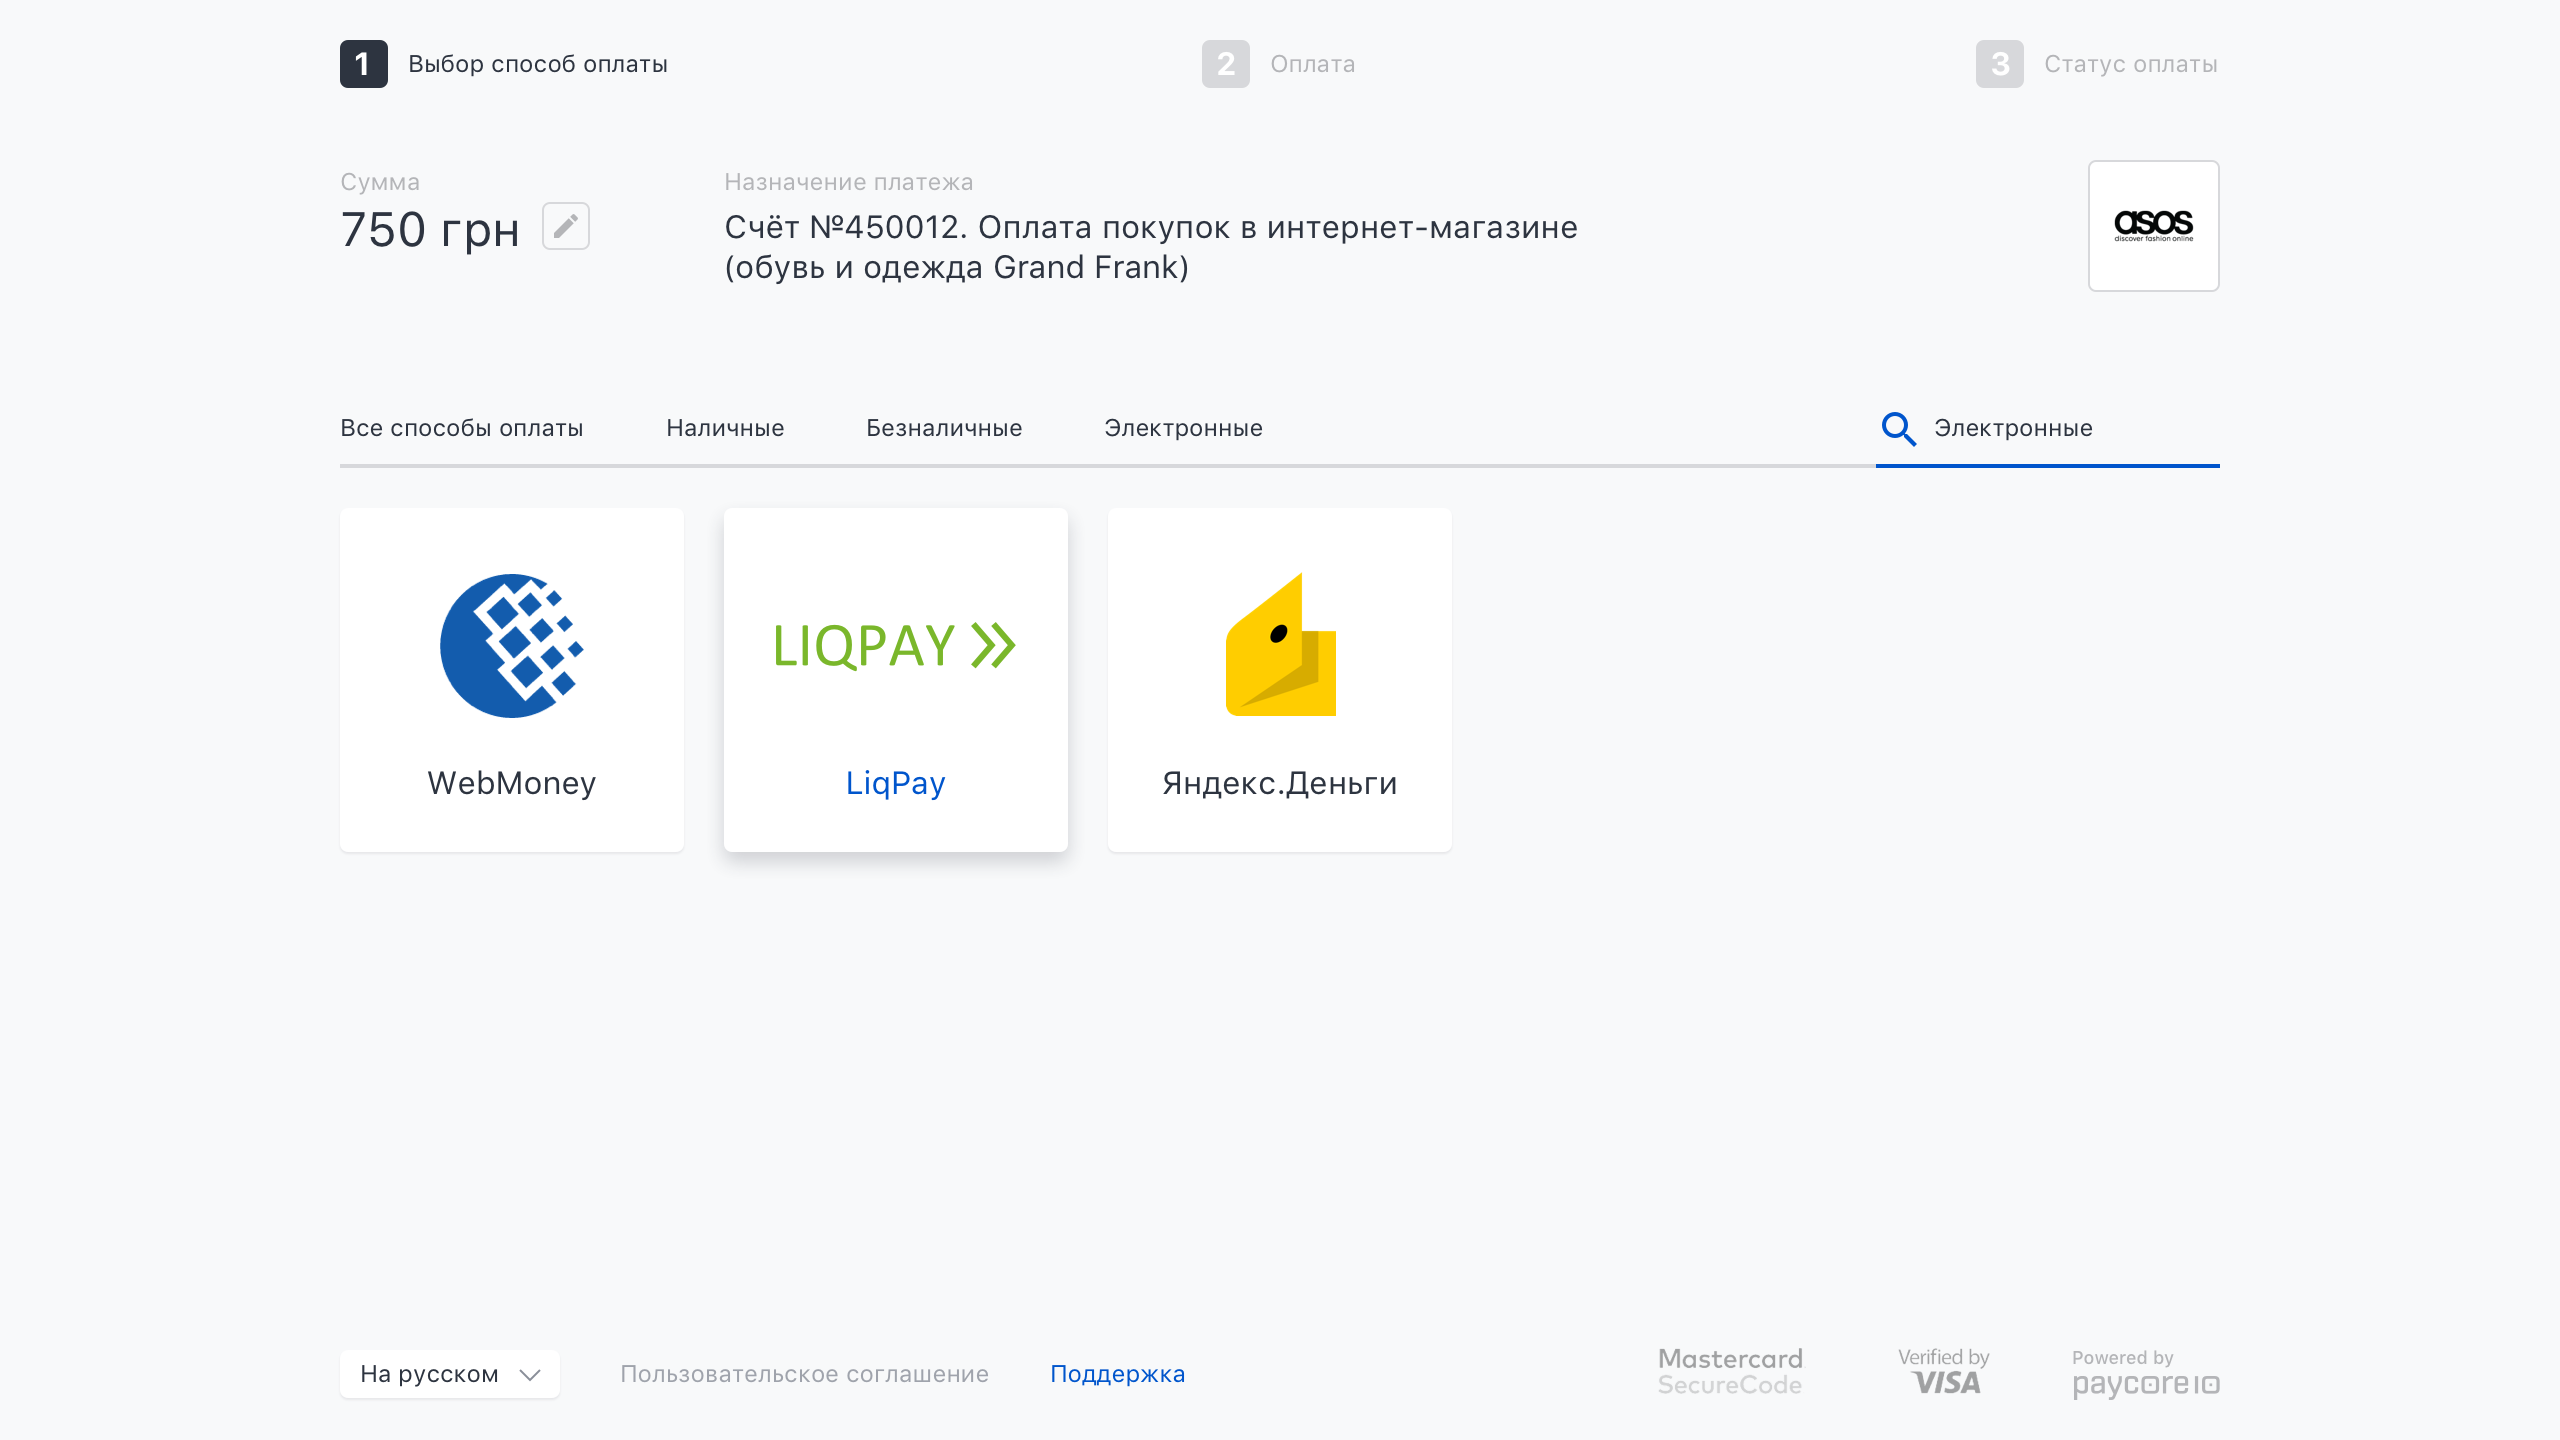 1 Выбор способ оплаты
2 Оплата
3 Статус оплаты
Сумма
750 грн
Назначение платежа
Счёт №450012. Оплата покупок в интернет-магазине
(обувь и одежда Grand Frank)
asos
discover fashion online
Все способы оплаты
Наличные
Безналичные
Электронные
Электронные
LIQPAY
WebMoney
LiqPay
Яндекс.Деньги
На русском
Пользовательское соглашение
Поддержка
Mastercard
SecureCode
Verified by
VISA
Powered by
paycore io